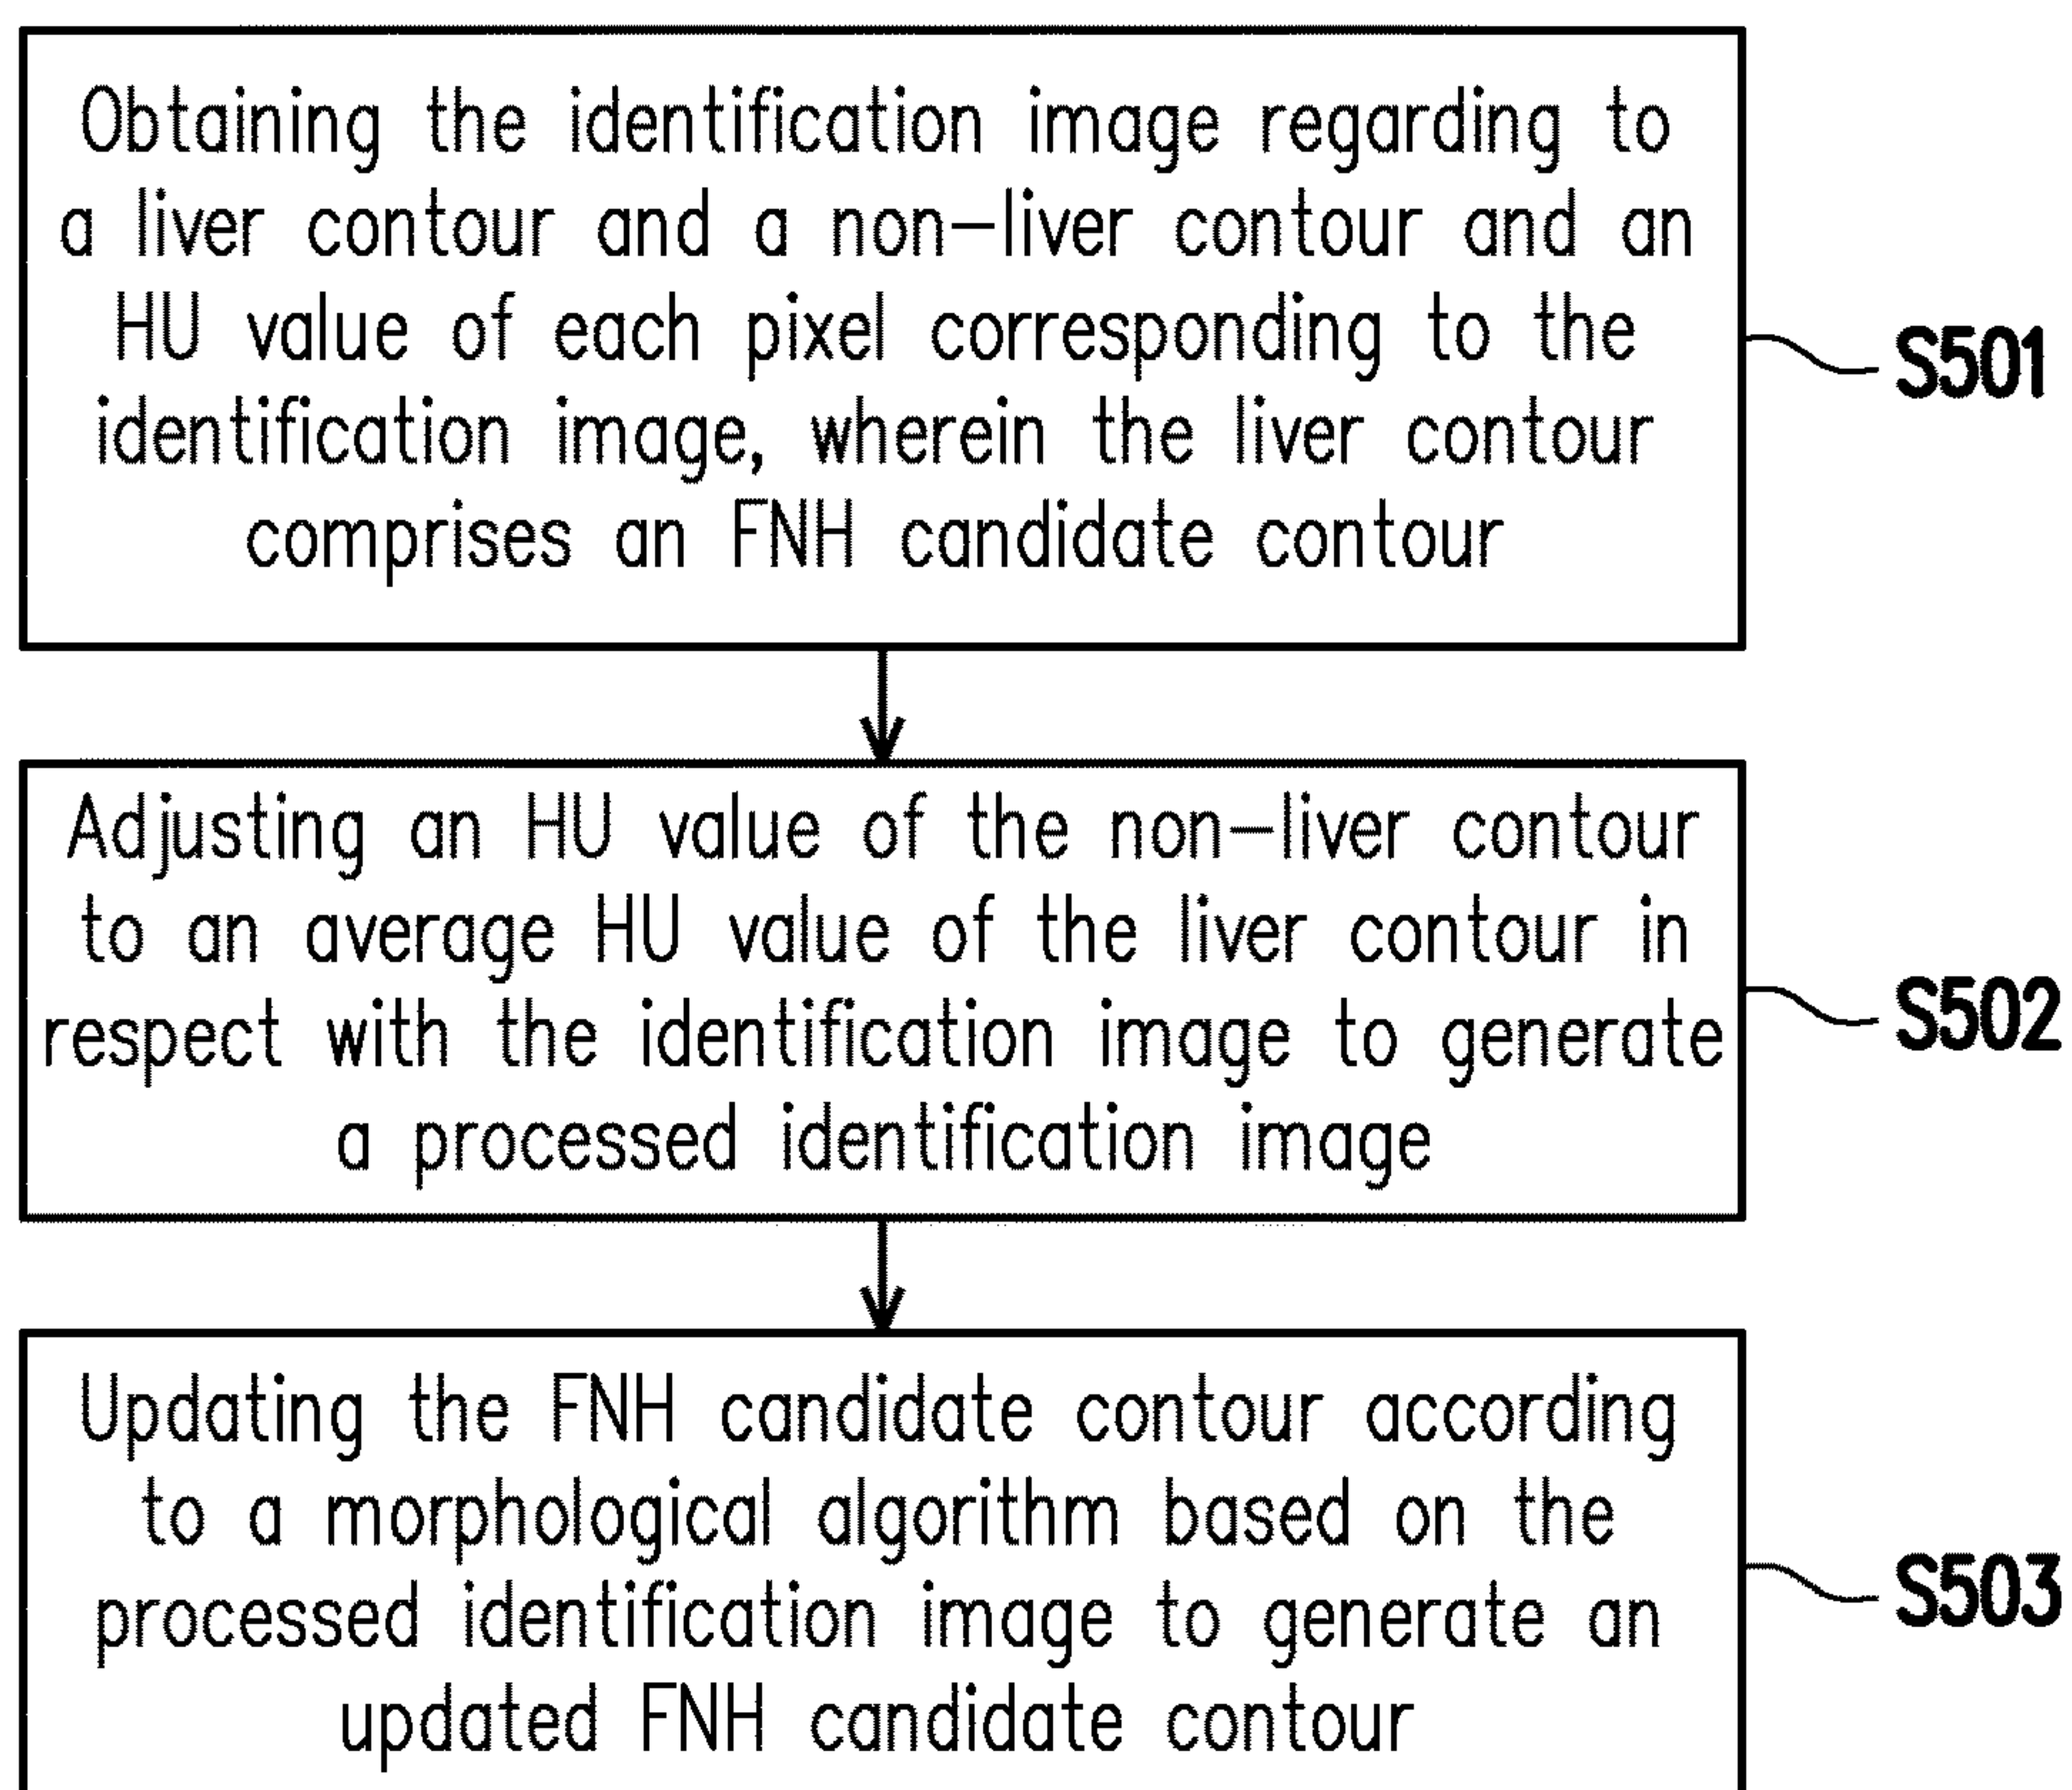 Obtaining the identification image regarding to
a liver contour and a non-liver contour and an
HU value of each pixel corresponding to the
identification image, wherein the liver contour
comprises an FNH candidate contour
S501
Adjusting an HU value of the non-liver contour
to an average HU value of the liver contour in
respect with the identification image to generate
a processed identification image
S502
Updating the FNH candidate contour according
to a morphological algorithm based on the
processed identification image to generate an
updated FNH candidate contour
S503